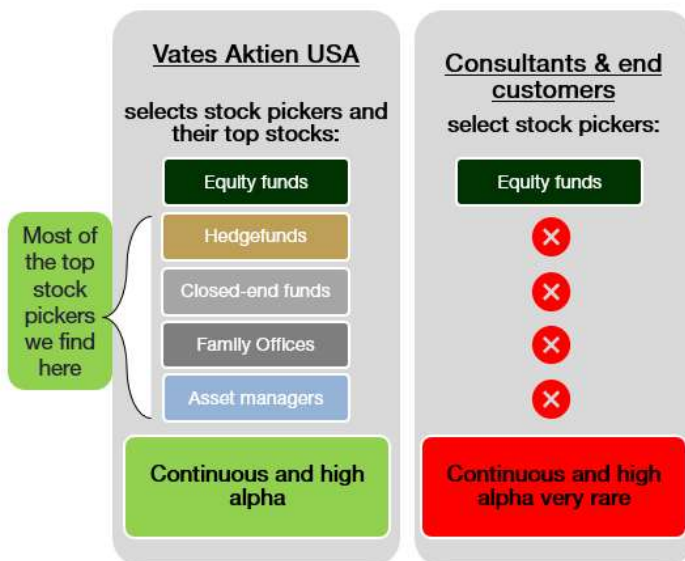 Vates Aktien USA
selects stock pickers and
their top stocks:
Equity funds
Hedgefunds
Closed-end funds
Family Offices
Asset managers
Continuous and high
alpha
Most of
the top
stock
pickers
we find
here
Consultants & end
customers
select stock pickers:
Equity funds
Continuous and high
alpha very rare